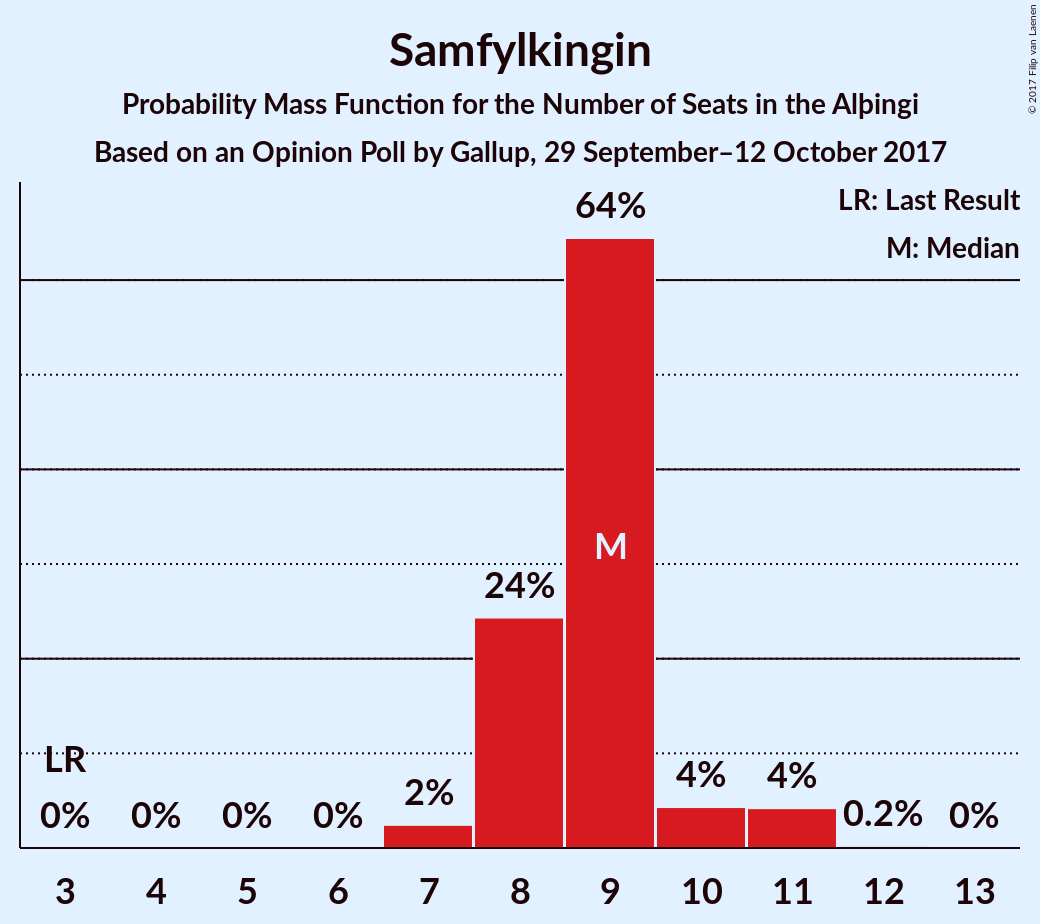 Samfylkingin
Probability Mass Function for the Number of Seats in the Alþingi
Based on an Opinion Poll by Gallup, 29 September–12 October 2017
© 2017 Filip van Laenen
LR: Last Result
M: Median
64%
M
24%
LR
0% 0% 0% 0% 2% 4% 4% 0.2% 0%
3 4 5 6 7 8 9 10 11 12 13